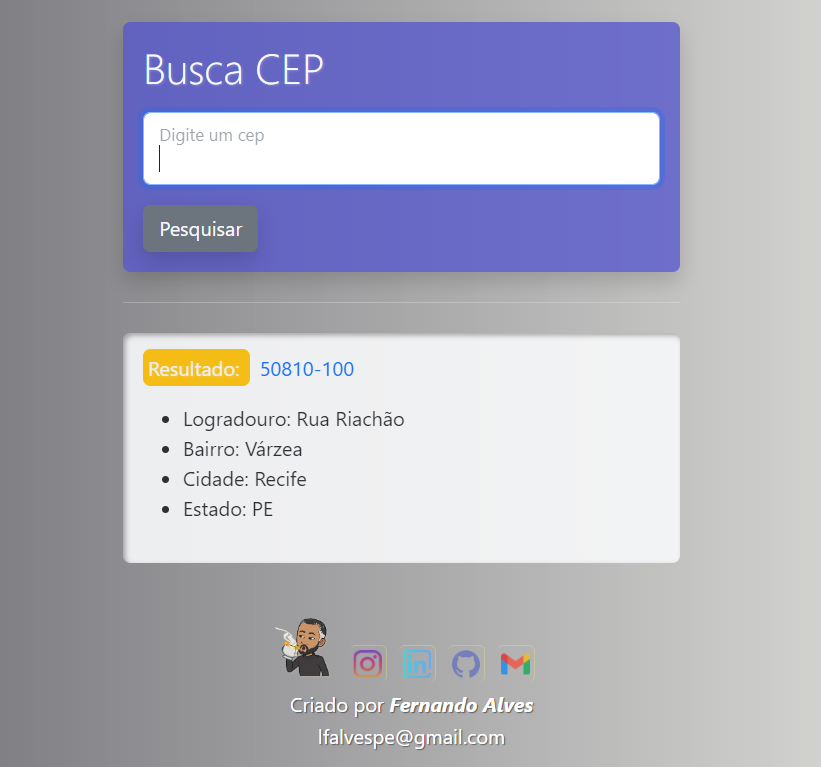 Busca CEP
Digite um cep
Pesquisar
Resultado: 50810-100
Logradouro: Rua Riachão
Bairro: Várzea
Cidade: Recife
Estado: PE
Criado por Fernando Alves
lfalvespe@gmail.com